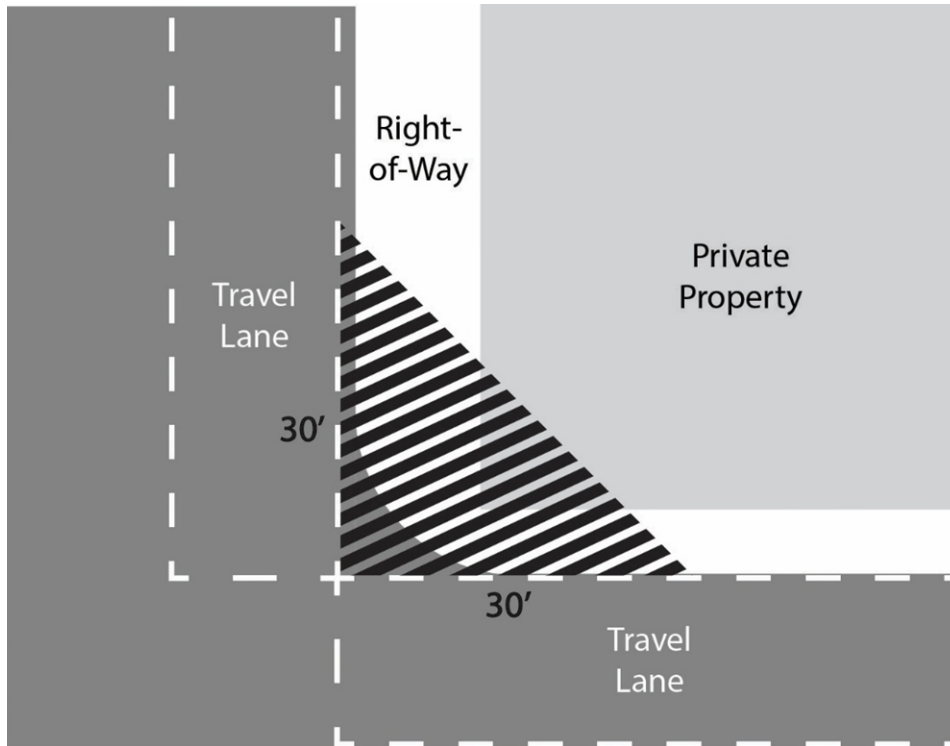 Right-
of-Way
Private
Property
Travel
Lane
30’
30’
Travel
Lane